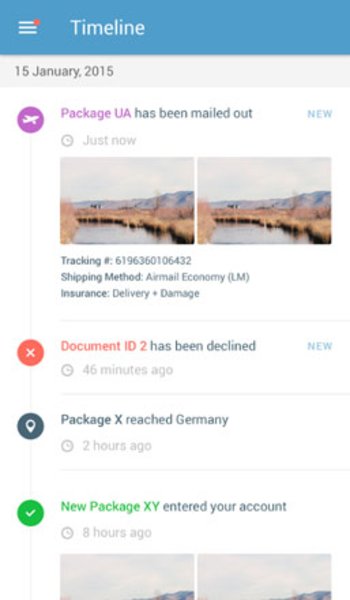 Timeline
15 January, 2015
Package UA has been mailed out NEW
Just now
Tracking #: 6196360106432
Shipping Method: Airmail Economy (LM)
Insurance: Delivery + Damage
Document ID 2 has been declined NEW
46 minutes ago
Package X reached Germany
2 hours ago
New Package XY entered your account
8 hours ago